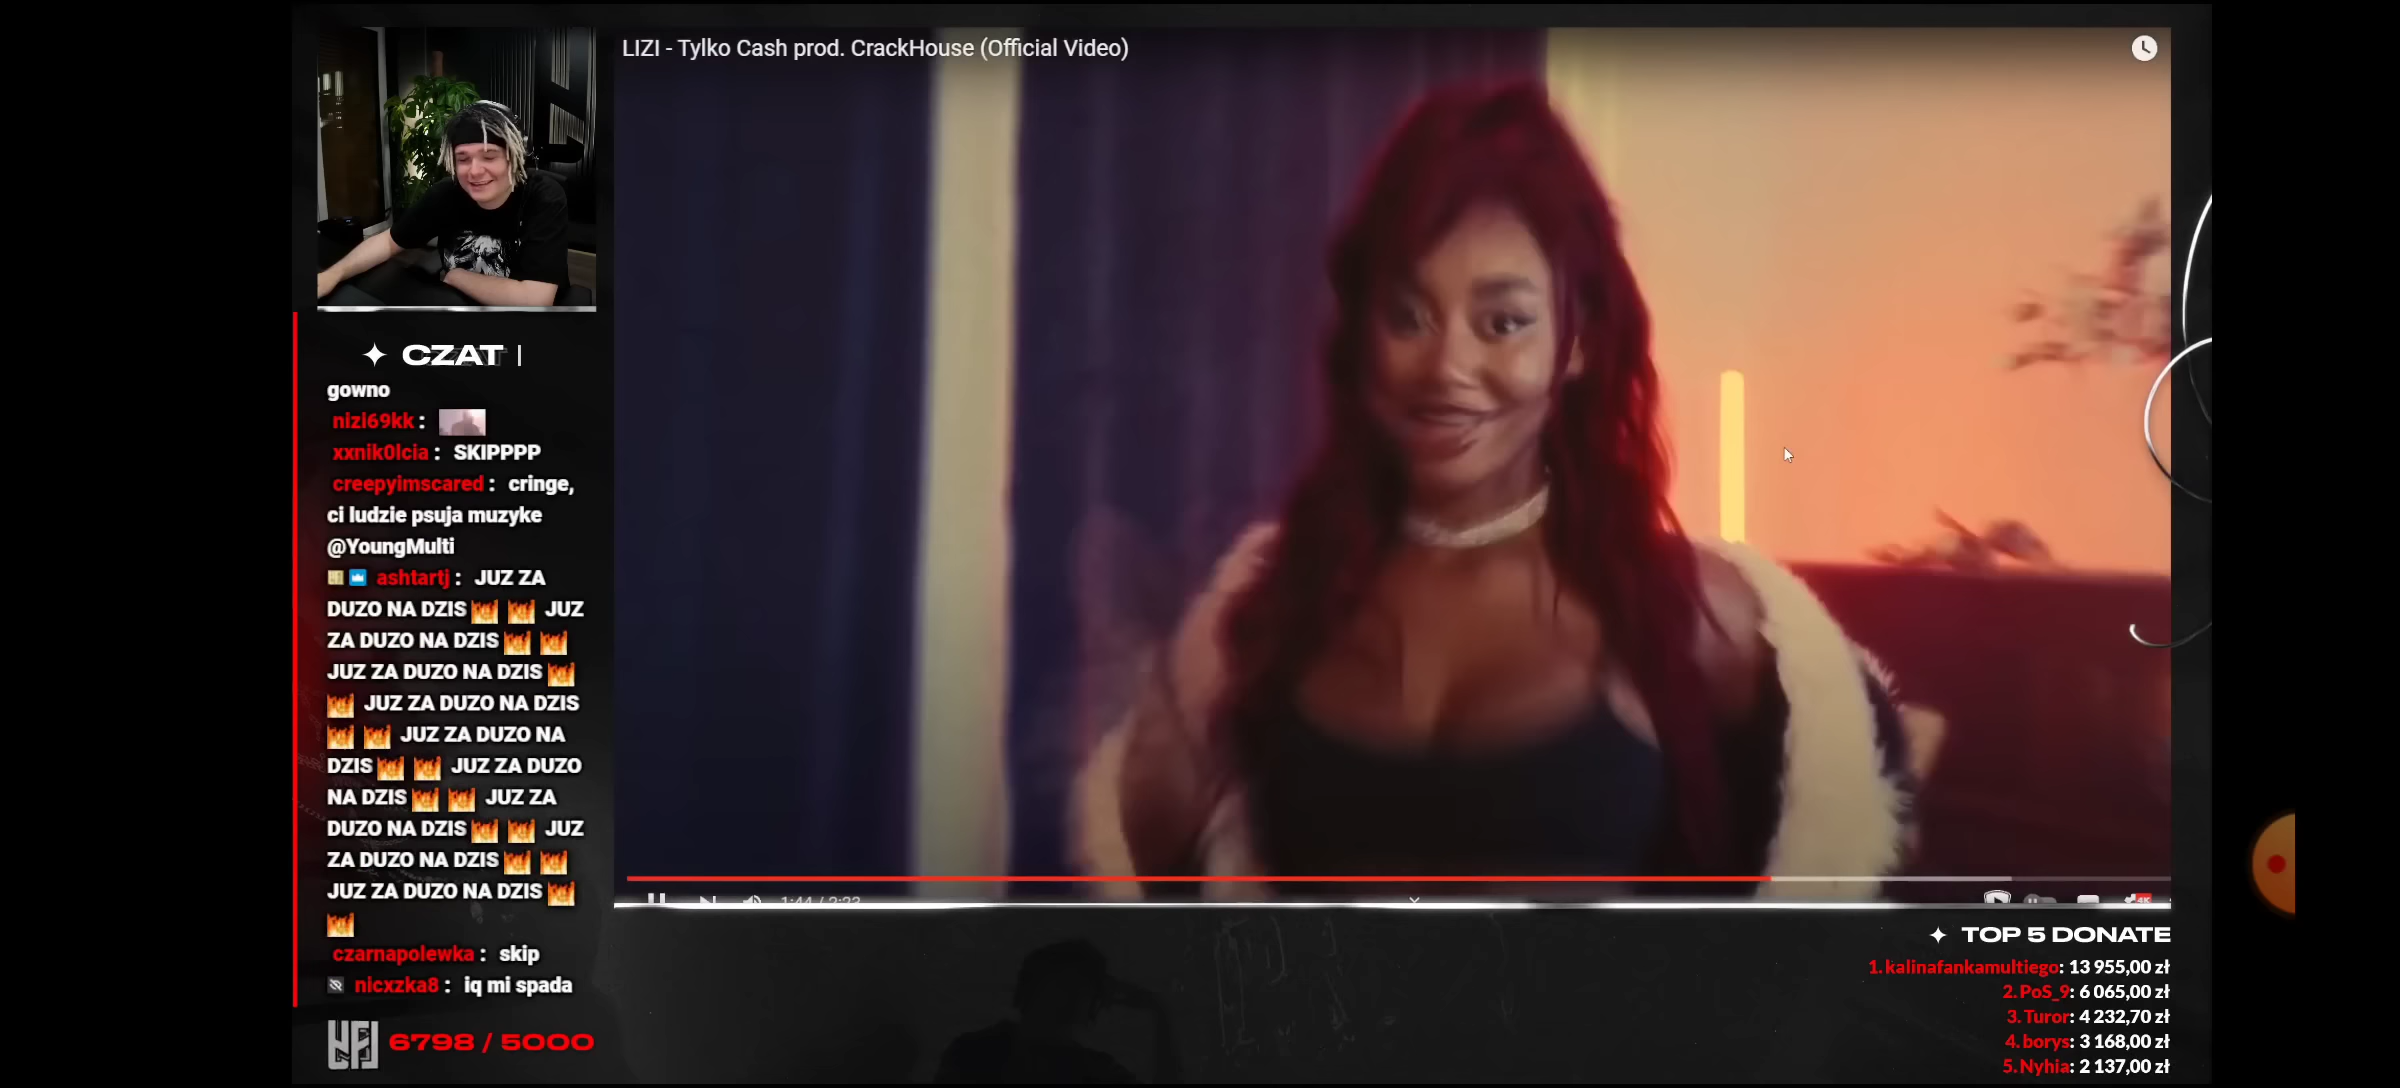 LIZI - Tylko Cash prod. CrackHouse (Official Video)
CZAT
gowno
nizi69kk :
xxnik0lcia : SKIPPPP
creepyimscared : cringe,
ci ludzie psuja muzyke
@YoungMulti
ashtartj : JUZ ZA
DUZO NA DZIS JUZ
ZA DUZO NA DZIS
JUZ ZA DUZO NA DZIS
JUZ ZA DUZO NA DZIS
JUZ ZA DUZO NA
DZIS JUZ ZA DUZO
NA DZIS JUZ ZA
DUZO NA DZIS JUZ
ZA DUZO NA DZIS
JUZ ZA DUZO NA DZIS
czarnapolewka : skip
nicxzka8 : iq mi spada
6798 / 5000
1:44 / 2:23
TOP 5 DONATE
1. kalinafankamultiego: 13 955,00 zł
2. PoS_9: 6 065,00 zł
3. Turor: 4 232,70 zł
4. borys: 3 168,00 zł
5. Nyhia: 2 137,00 zł